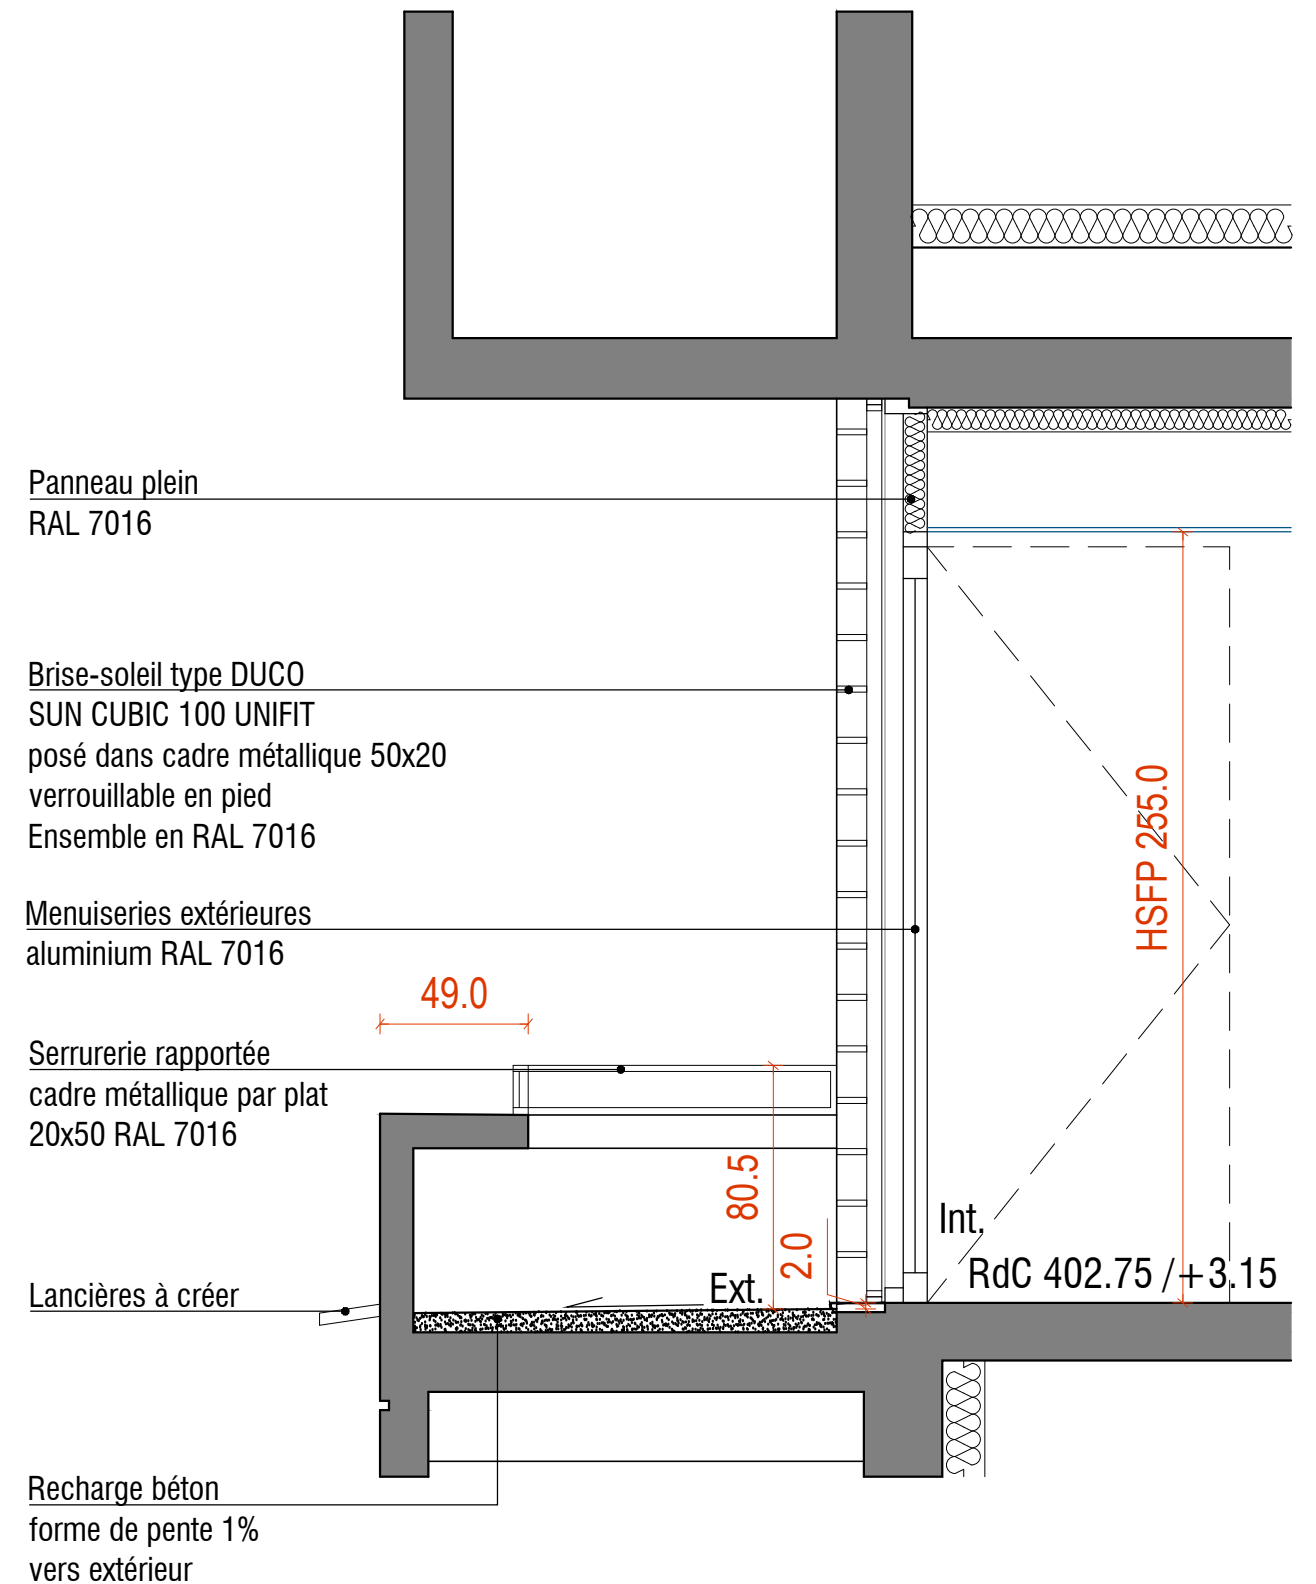 Panneau plein
RAL 7016
Brise-soleil type DUCO
SUN CUBIC 100 UNIFIT
posé dans cadre métallique 50x20
verrouillable en pied
Ensemble en RAL 7016
HSFP 255.0
Menuiseries extérieures
aluminium RAL 7016
49.0
Serrurerie rapportée
cadre métallique par plat
20x50 RAL 7016
80.5
2.0
Int.
RdC 402.75 /+3.15
Ext.
Lancières à créer
Recharge béton
forme de pente 1%
vers extérieur